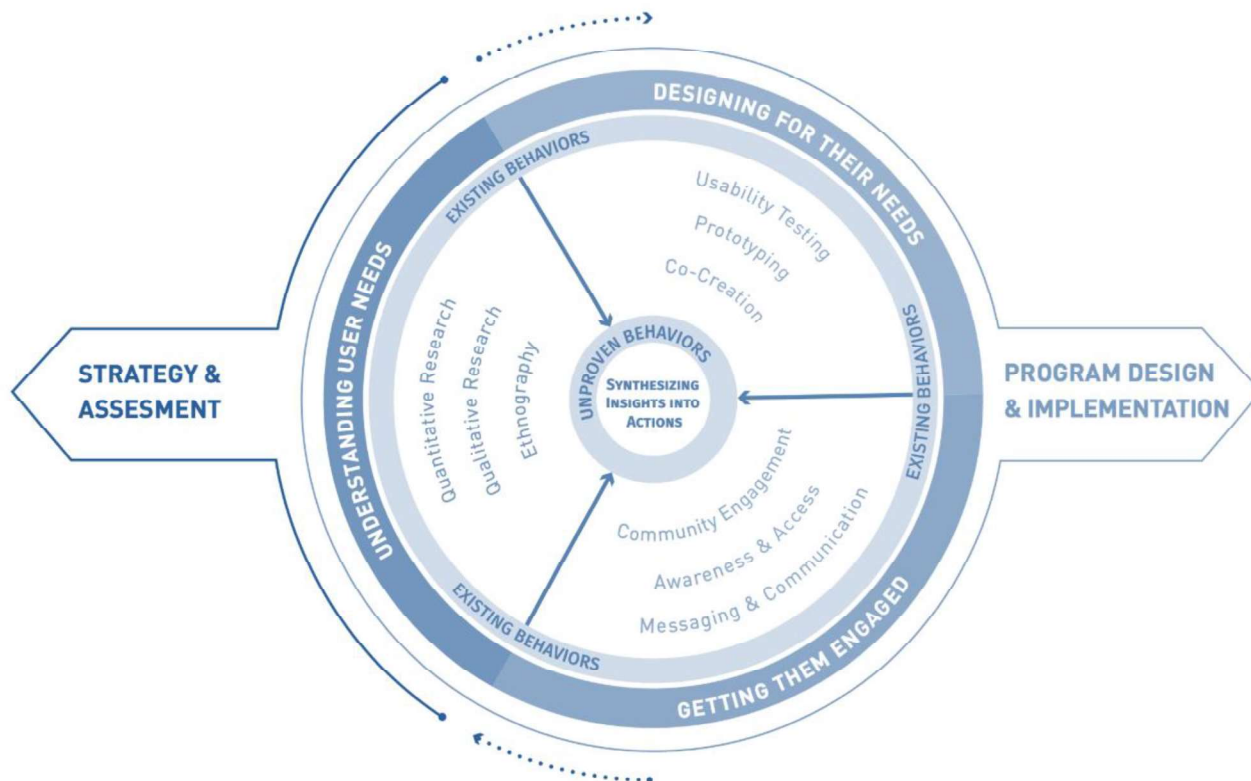 DESIGNING FOR THEIR NEEDS
EXISTING BEHAVIORS
Usability Testing
Prototyping
Co-Creation
UNDERSTANDING USER NEEDS
Quantitative Research
Qualitative Research
Ethnography
UNPROVEN BEHAVIORS
SYNTHESIZING
INSIGHTS INTO
ACTIONS
EXISTING BEHAVIORS
STRATEGY &
ASSESMENT
PROGRAM DESIGN
& IMPLEMENTATION
Community Engagement
Awareness & Access
Messaging & Communication
EXISTING BEHAVIORS
GETTING THEM ENGAGED